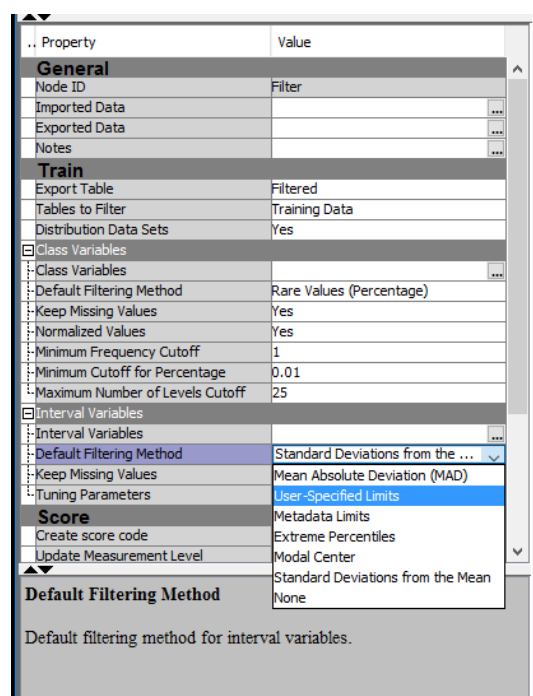 .. Property Value
General
Node ID Filter
Imported Data ...
Exported Data ...
Notes ...
Train
Export Table Filtered
Tables to Filter Training Data
Distribution Data Sets Yes
Class Variables
Class Variables ...
Default Filtering Method Rare Values (Percentage)
Keep Missing Values Yes
Normalized Values Yes
Minimum Frequency Cutoff 1
Minimum Cutoff for Percentage 0.01
Maximum Number of Levels Cutoff 25
Interval Variables
Interval Variables ...
Default Filtering Method Standard Deviations from the ...
Keep Missing Values Mean Absolute Deviation (MAD)
Tuning Parameters User-Specified Limits
Score Metadata Limits
Create score code Extreme Percentiles
Update Measurement Level Modal Center
Standard Deviations from the Mean
None
Default Filtering Method
Default filtering method for interval variables.